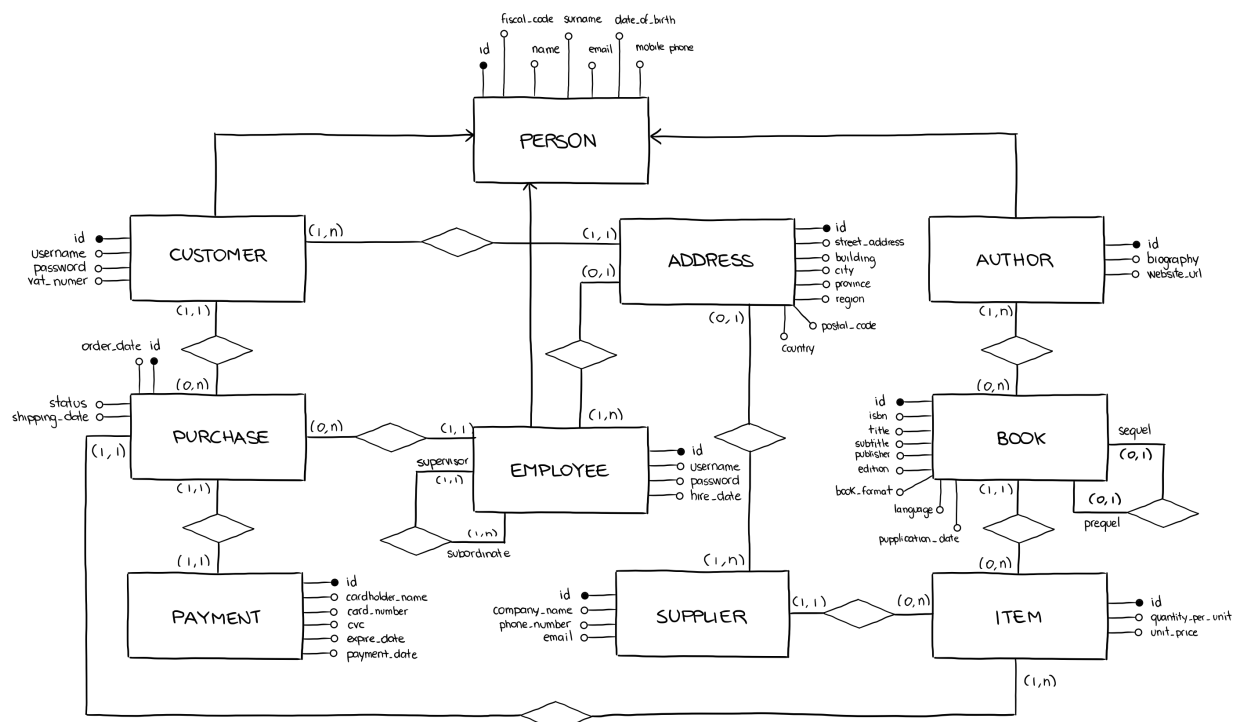 fiscal_code surname date_of_birth
id name email mobile phone
PERSON
id
username
password
vat_numer
CUSTOMER
(1,n)
(1,1)
(1,1)
(0,1)
ADDRESS
(0,1)
id
street_address
building
city
province
region
postal_code
country
AUTHOR
(1,n)
id
biography
website_url
order_date id
status
shipping_date
(0,n)
PURCHASE
(0,n)
(1,1)
(1,1)
(1,1)
(1,n)
supervisor
(1,1)
EMPLOYEE
(1,n)
subordinate
id
username
password
hire_date
(0,n)
id
isbn
title
subtitle
publisher
edition
book_format
language
pupplication_date
BOOK
(1,1)
sequel
(0,1)
(0,1)
prequel
(1,1)
PAYMENT
id
cardholder_name
card_number
cvc
expire_date
payment_date
(1,n)
id
company_name
phone_number
email
SUPPLIER
(1,1)
(0,n)
(0,n)
ITEM
id
quantity_per_unit
unit_price
(1,n)